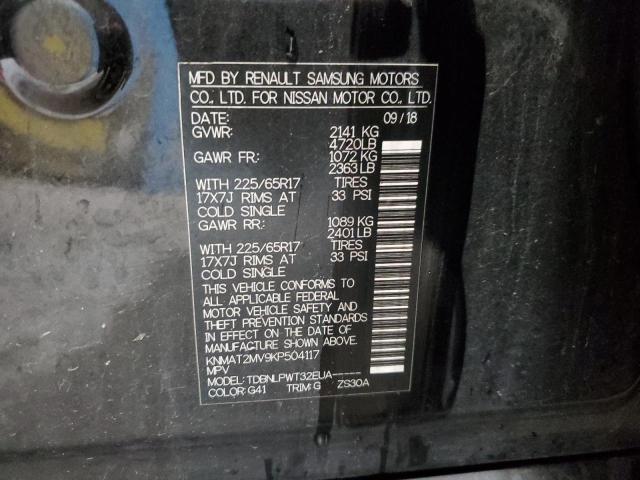 MFD BY RENAULT SAMSUNG MOTORS
CO., LTD. FOR NISSAN MOTOR CO., LTD.
DATE: 09/18
GVWR: 2141 KG
4720LB
GAWR FR: 1072 KG
2363LB
WITH 225/65R17 TIRES
17X7J RIMS AT 33 PSI
COLD SINGLE
GAWR RR: 1089 KG
2401LB
WITH 225/65R17 TIRES
17X7J RIMS AT 33 PSI
COLD SINGLE
THIS VEHICLE CONFORMS TO
ALL APPLICABLE FEDERAL
MOTOR VEHICLE SAFETY AND
THEFT PREVENTION STANDARDS
IN EFFECT ON THE DATE OF
MANUFACTURE SHOWN ABOVE.
KNMAT2MV9KP504117
MPV
MODEL: TDBNLPWT32EUA-----
COLOR: G41 TRIM: G ZS30A